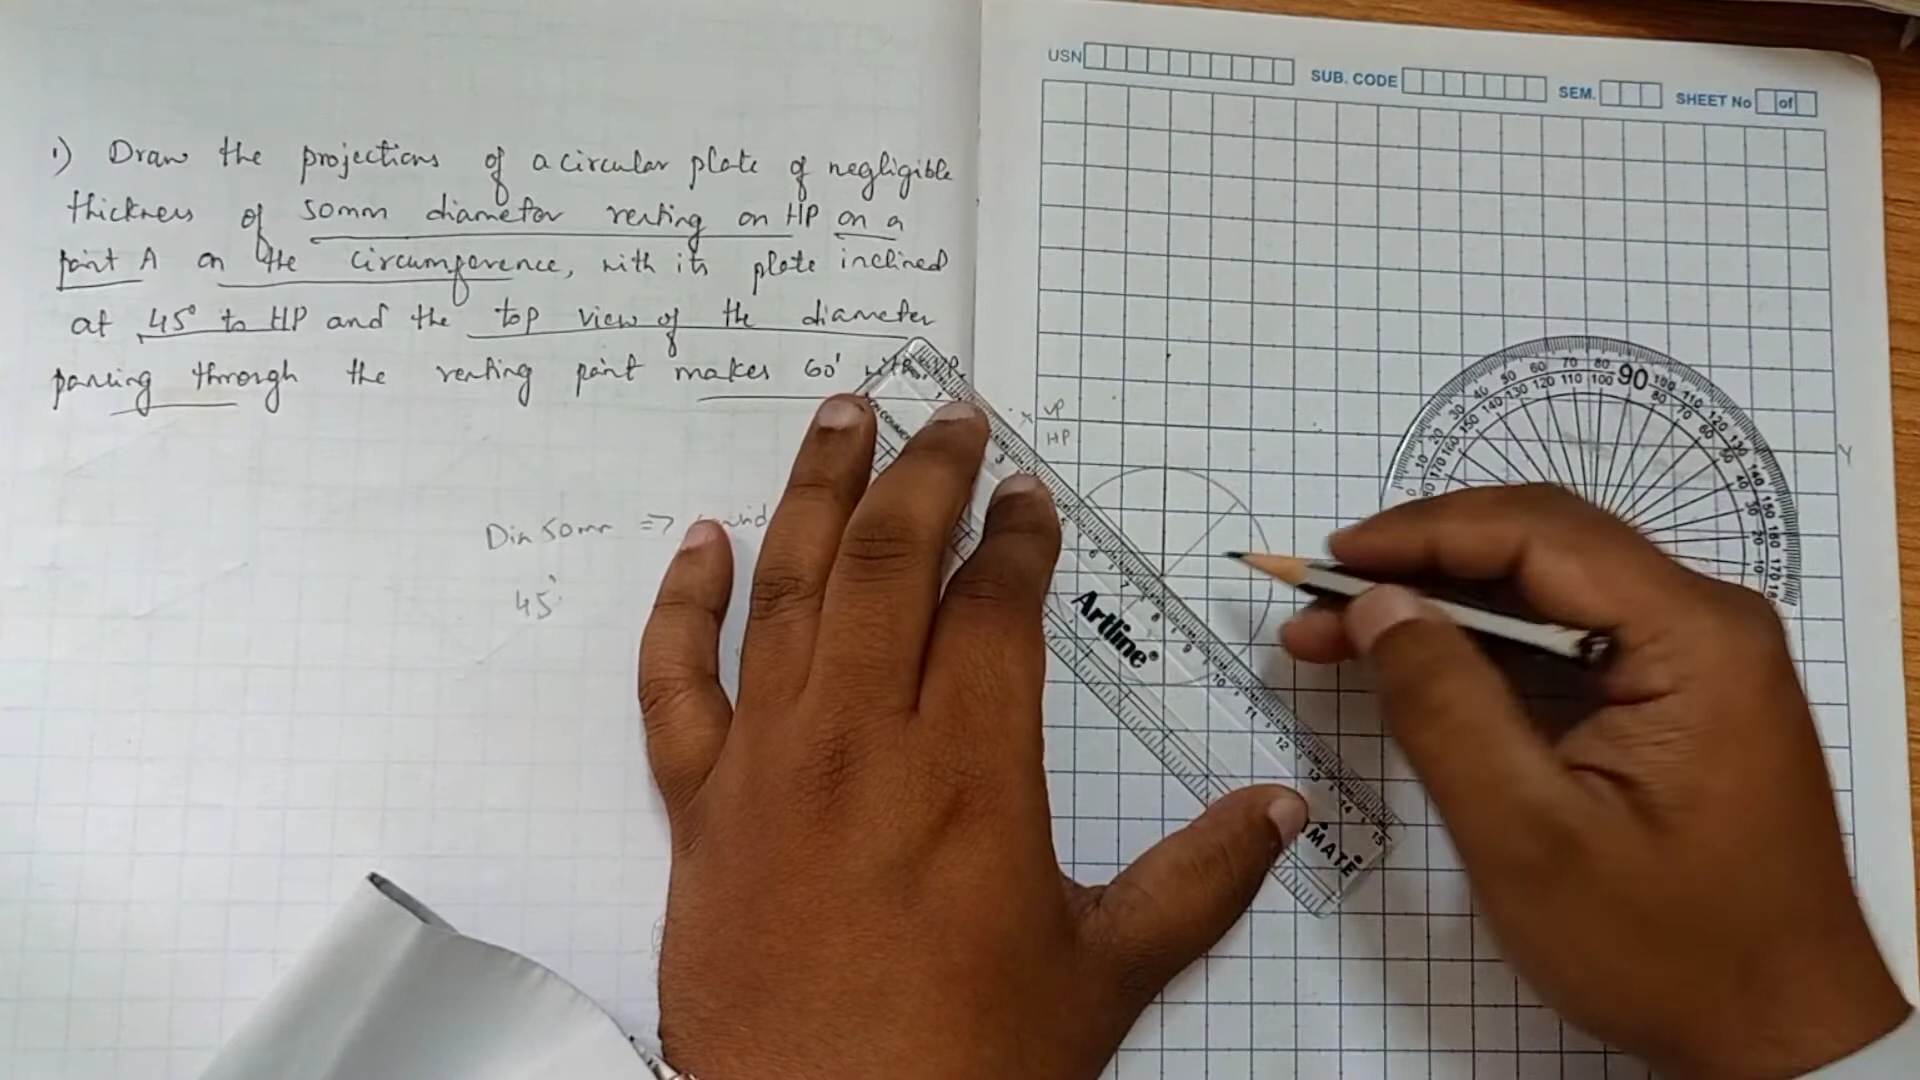 1) Draw the projections of a circular plate of negligible
thickness of 50mm diameter resting on HP on a
point A on the circumference, with its plate inclined
at 45° to HP and the top view of the diameter
passing through the resting point makes 60°
Dia 50mm =>
45°
USN SUB. CODE SEM. SHEET No of
X VP
HP
Y
Artline